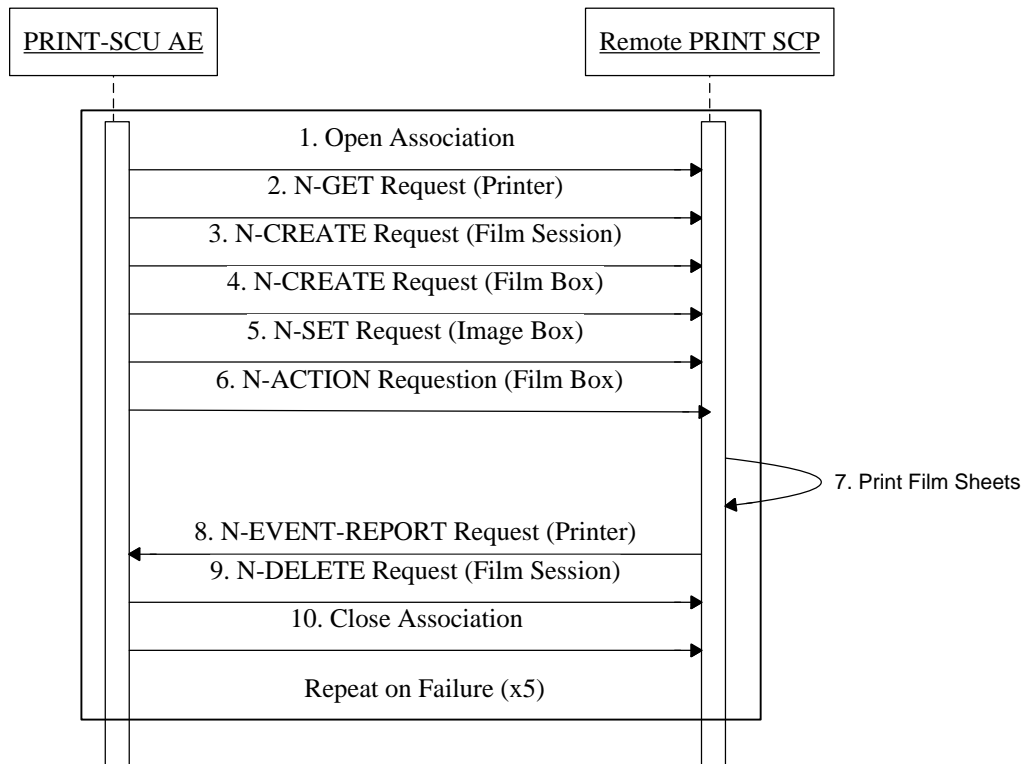 PRINT-SCU AE
Remote PRINT SCP
1. Open Association
2. N-GET Request (Printer)
3. N-CREATE Request (Film Session)
4. N-CREATE Request (Film Box)
5. N-SET Request (Image Box)
6. N-ACTION Requestion (Film Box)
7. Print Film Sheets
8. N-EVENT-REPORT Request (Printer)
9. N-DELETE Request (Film Session)
10. Close Association
Repeat on Failure (x5)